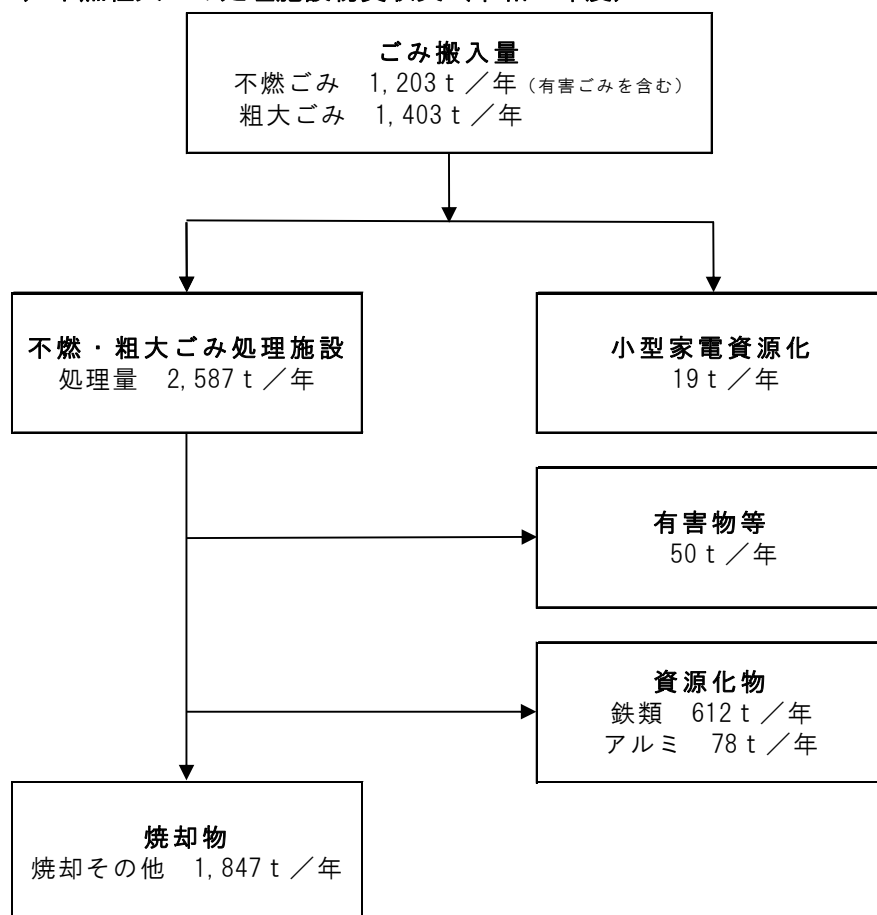 ごみ搬入量
不燃ごみ　1,203ｔ／年（有害ごみを含む）
粗大ごみ　1,403ｔ／年
不燃・粗大ごみ処理施設
処理量　2,587ｔ／年
小型家電資源化
19ｔ／年
有害物等
50ｔ／年
資源化物
鉄類　612ｔ／年
アルミ　78ｔ／年
焼却物
焼却その他　1,847ｔ／年